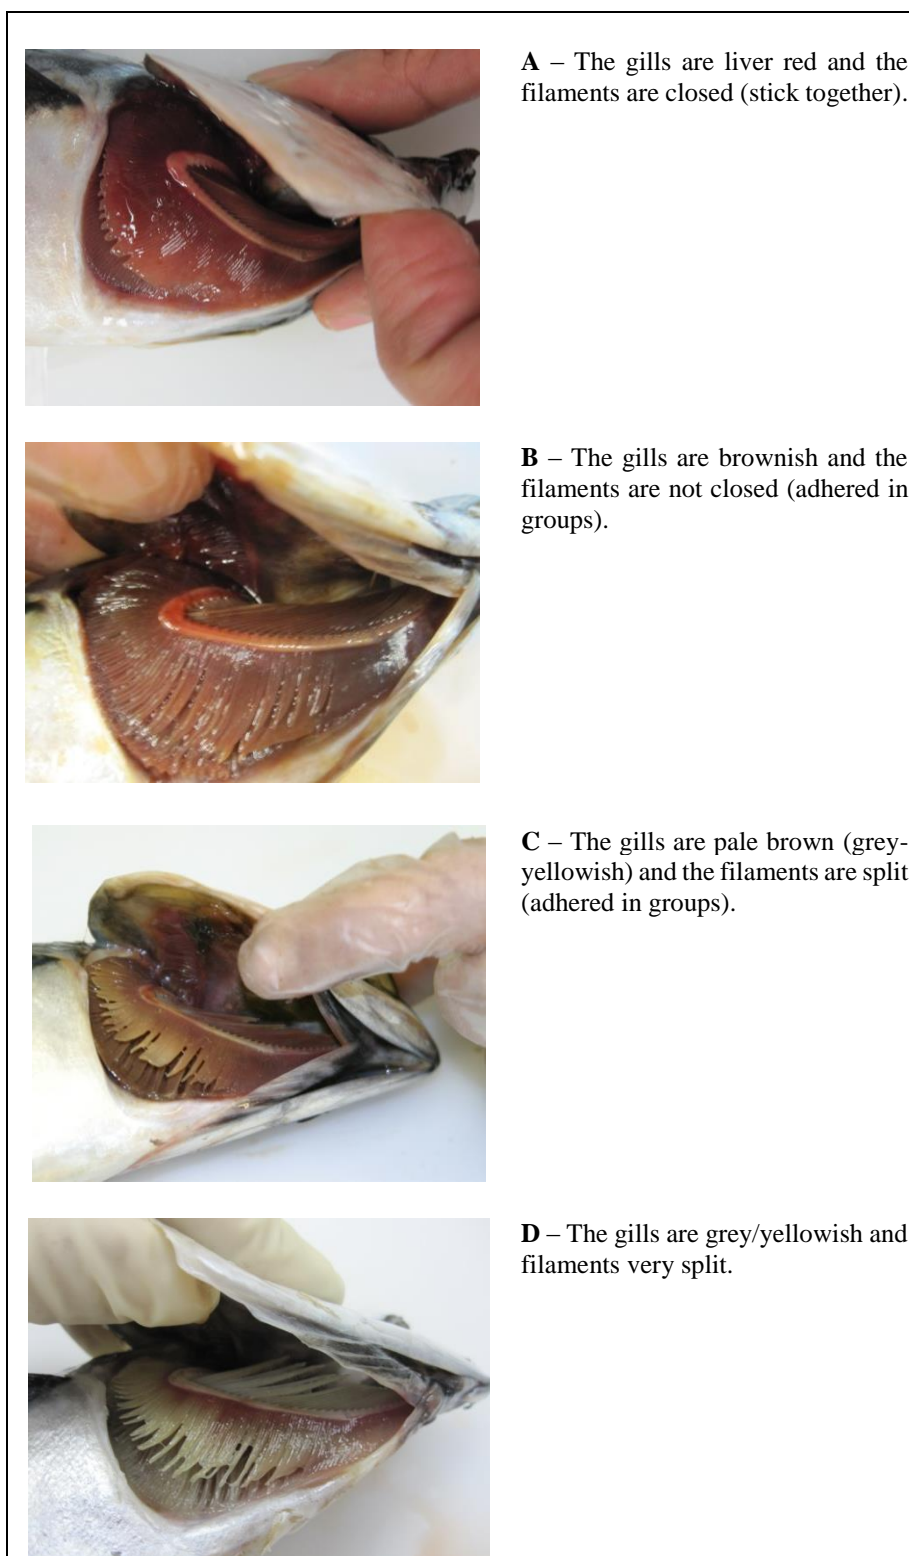 A – The gills are liver red and the
filaments are closed (stick together).
B – The gills are brownish and the
filaments are not closed (adhered in
groups).
C – The gills are pale brown (grey-
yellowish) and the filaments are split
(adhered in groups).
D – The gills are grey/yellowish and
filaments very split.